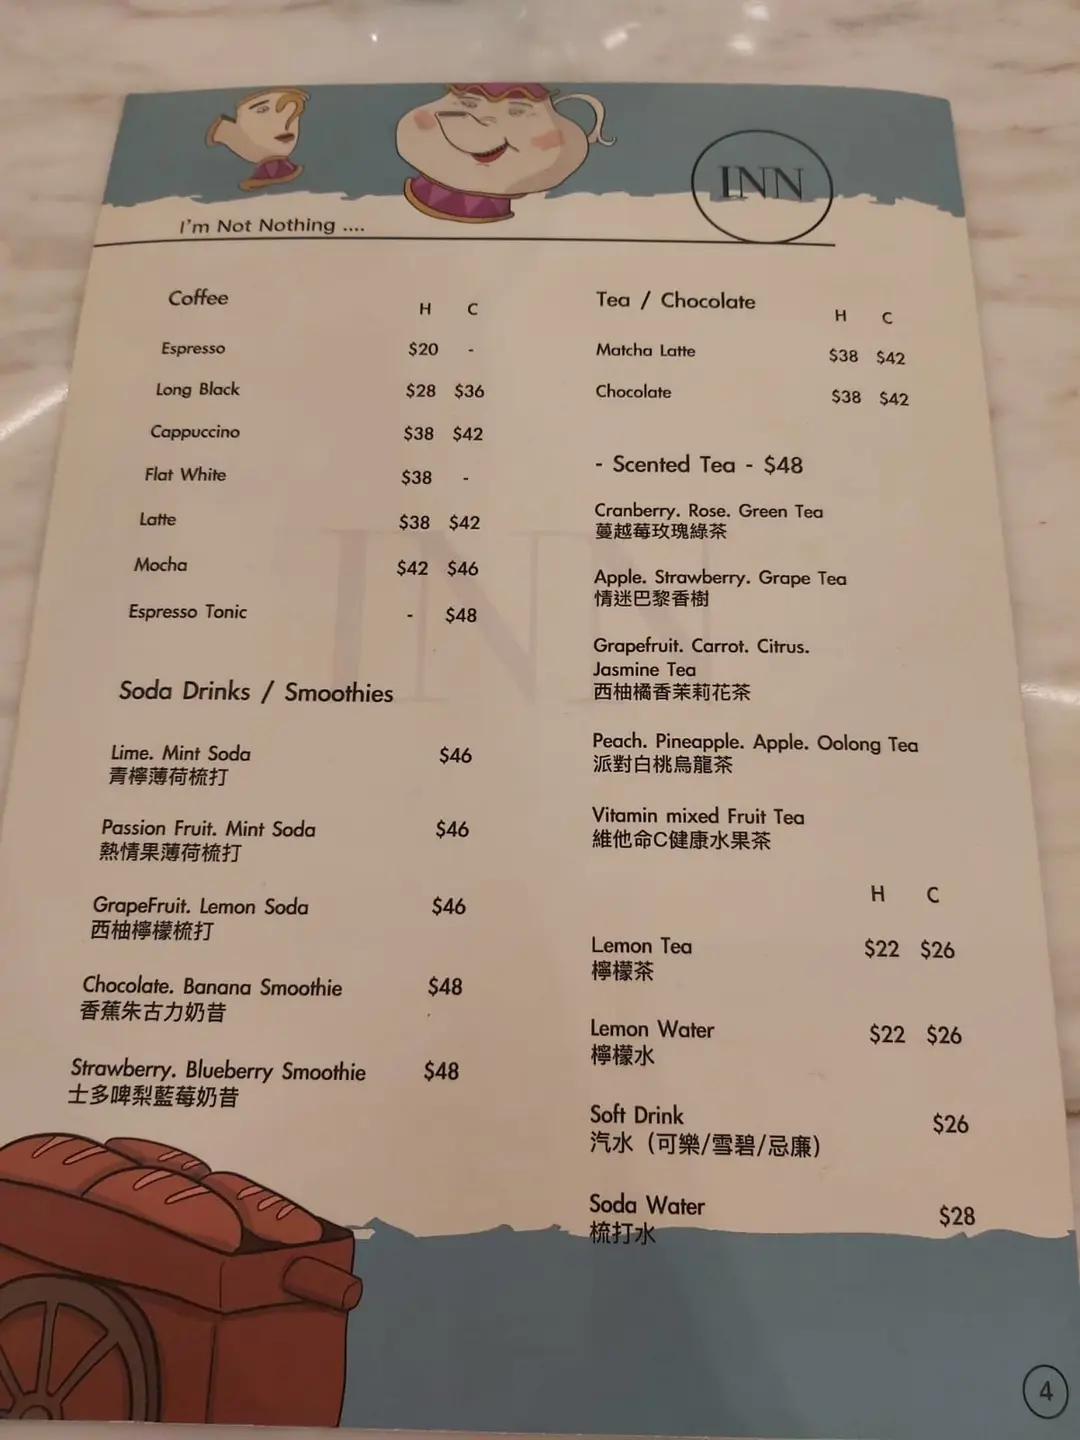 INN
I'm Not Nothing ....
Coffee
H C
Espresso $20 -
Long Black $28 $36
Cappuccino $38 $42
Flat White $38 -
Latte $38 $42
Mocha $42 $46
Espresso Tonic - $48
Soda Drinks / Smoothies
Lime. Mint Soda $46
青檸薄荷梳打
Passion Fruit. Mint Soda $46
熱情果薄荷梳打
GrapeFruit. Lemon Soda $46
西柚檸檬梳打
Chocolate. Banana Smoothie $48
香蕉朱古力奶昔
Strawberry. Blueberry Smoothie $48
士多啤梨藍莓奶昔
Tea / Chocolate
H C
Matcha Latte $38 $42
Chocolate $38 $42
- Scented Tea - $48
Cranberry. Rose. Green Tea
蔓越莓玫瑰綠茶
Apple. Strawberry. Grape Tea
情迷巴黎香樹
Grapefruit. Carrot. Citrus.
Jasmine Tea
西柚橘香茉莉花茶
Peach. Pineapple. Apple. Oolong Tea
派對白桃烏龍茶
Vitamin mixed Fruit Tea
維他命C健康水果茶
H C
Lemon Tea $22 $26
檸檬茶
Lemon Water $22 $26
檸檬水
Soft Drink $26
汽水 (可樂/雪碧/忌廉)
Soda Water $28
梳打水
INN
4